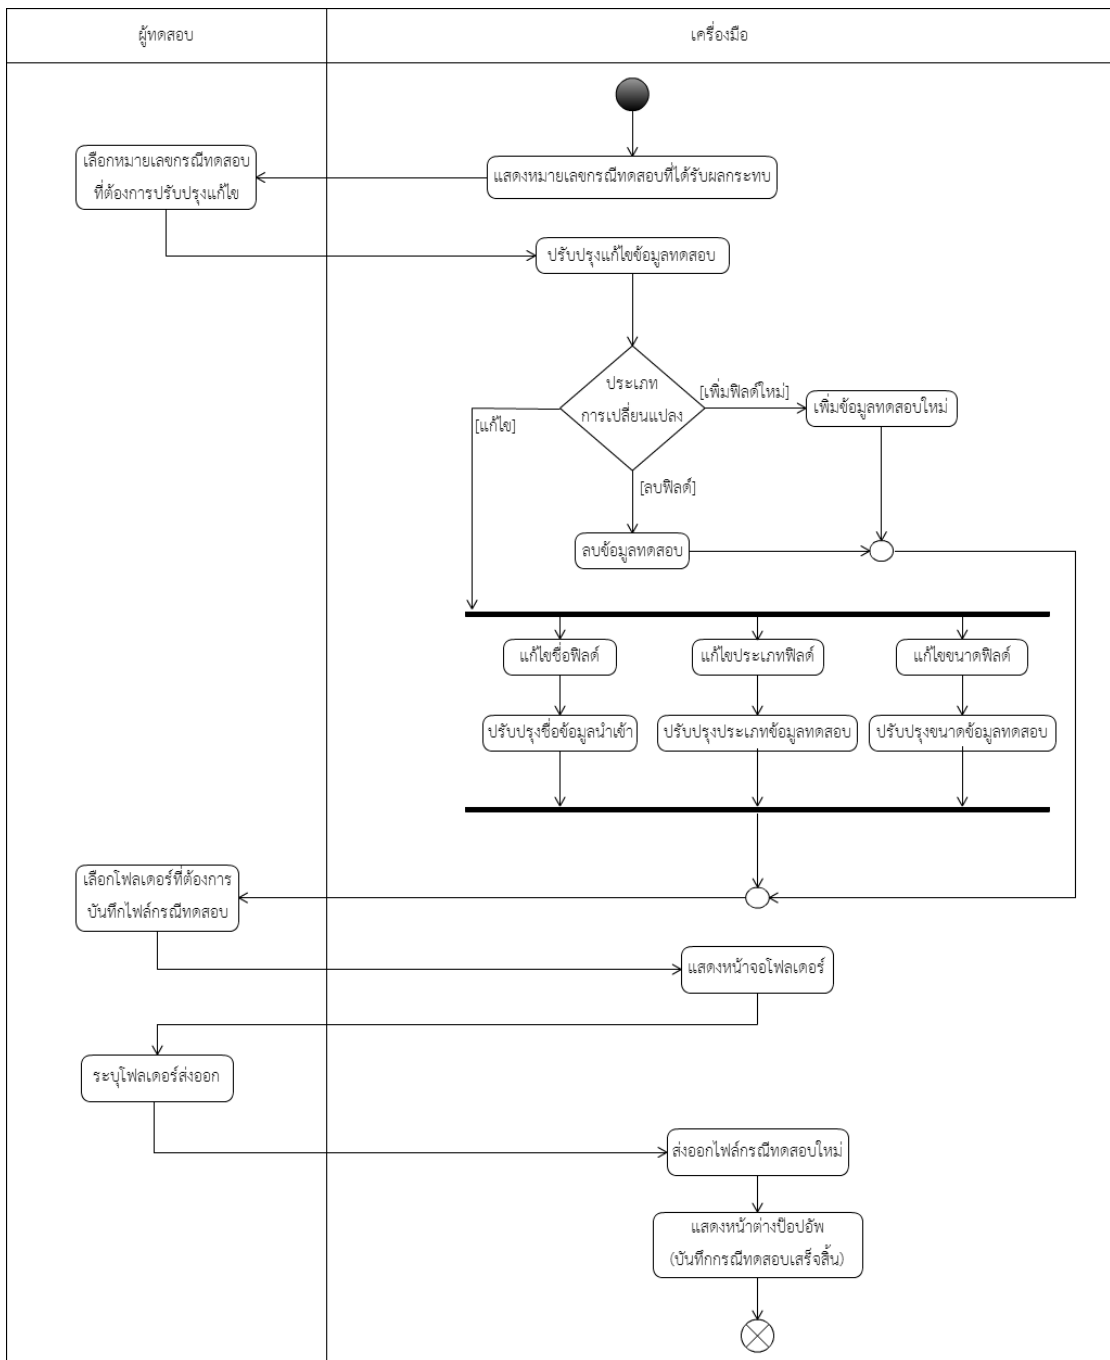 ผู้ทดสอบ
เครื่องมือ
เลือกหมายเลขกรณีทดสอบ
ที่ต้องการปรับปรุงแก้ไข
แสดงหมายเลขกรณีทดสอบที่ได้รับผลกระทบ
ปรับปรุงแก้ไขข้อมูลทดสอบ
ประเภท
การเปลี่ยนแปลง
[เพิ่มฟิลด์ใหม่]
เพิ่มข้อมูลทดสอบใหม่
[แก้ไข]
[ลบฟิลด์]
ลบข้อมูลทดสอบ
แก้ไขชื่อฟิลด์
แก้ไขประเภทฟิลด์
แก้ไขขนาดฟิลด์
ปรับปรุงชื่อข้อมูลนำเข้า
ปรับปรุงประเภทข้อมูลทดสอบ
ปรับปรุงขนาดข้อมูลทดสอบ
เลือกโฟลเดอร์ที่ต้องการ
บันทึกไฟล์กรณีทดสอบ
แสดงหน้าจอโฟลเดอร์
ระบุโฟลเดอร์ส่งออก
ส่งออกไฟล์กรณีทดสอบใหม่
แสดงหน้าต่างป๊อปอัพ
(บันทึกกรณีทดสอบเสร็จสิ้น)